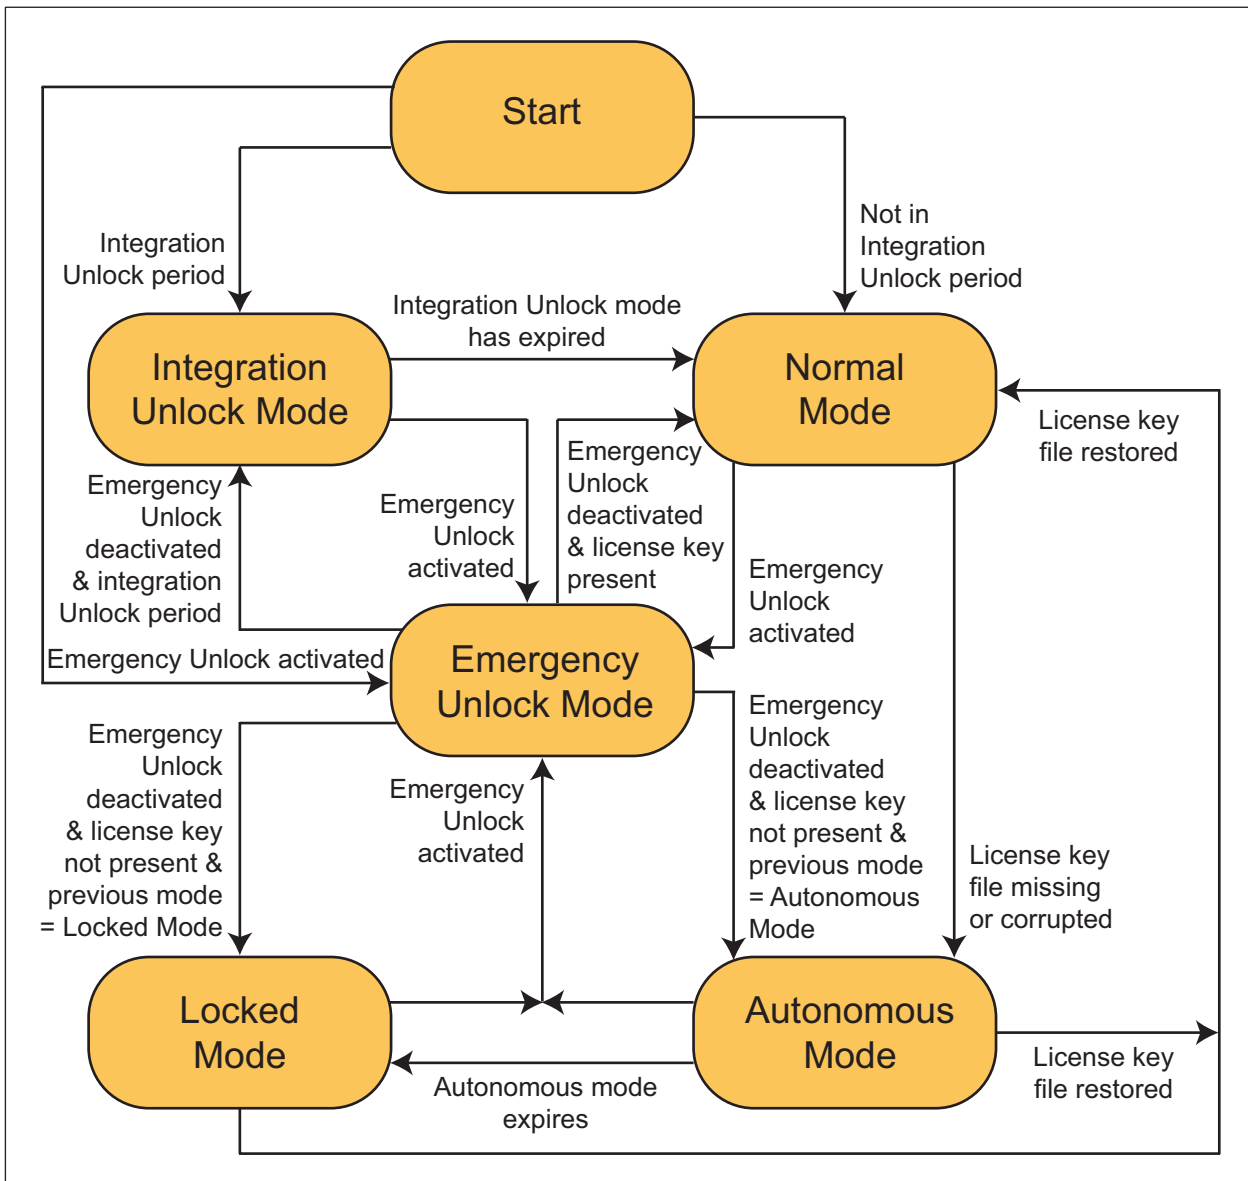 Start
Integration
Unlock period
Not in
Integration
Unlock period
Integration Unlock mode
has expired
Integration
Unlock Mode
Normal
Mode
License key
file restored
Emergency
Unlock
deactivated
& integration
Unlock period
Emergency
Unlock
activated
Emergency
Unlock
deactivated
& license key
present
Emergency
Unlock
activated
Emergency Unlock activated
Emergency
Unlock Mode
Emergency
Unlock
deactivated
& license key
not present &
previous mode
= Locked Mode
Emergency
Unlock
activated
Emergency
Unlock
deactivated
& license key
not present &
previous mode
= Autonomous
Mode
License key
file missing
or corrupted
Locked
Mode
Autonomous
Mode
Autonomous mode
expires
License key
file restored